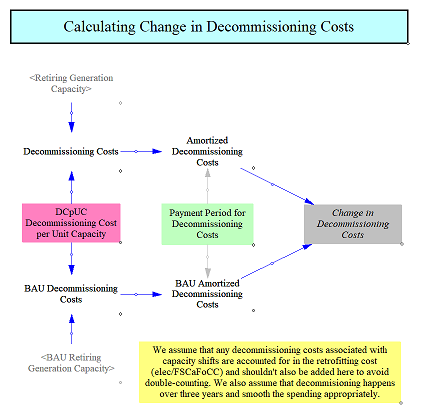 Calculating Change in Decommissioning Costs
<Retiring Generation
Capacity>
Decommissioning Costs
Amortized
Decommissioning
Costs
DCpUC
Decommissioning Cost
per Unit Capacity
Payment Period for
Decommissioning
Costs
Change in
Decommissioning
Costs
BAU Decommissioning
Costs
BAU Amortized
Decommissioning
Costs
<BAU Retiring
Generation Capacity>
We assume that any decommissioning costs associated with
capacity shifts are accounted for in the retrofitting cost
(elec/FSCaFoCC) and shouldn't also be added here to avoid
double-counting. We also assume that decommisioning happens
over three years and smooth the spending appropriately.